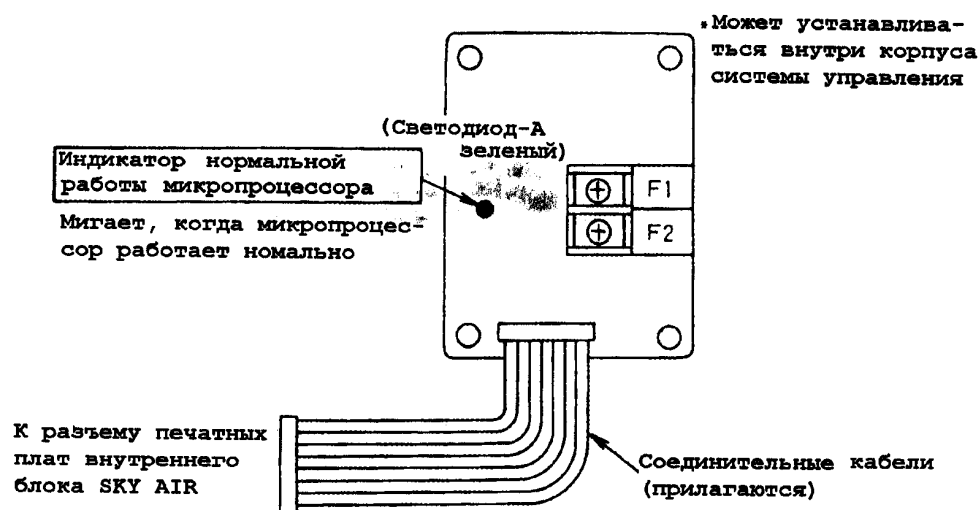 *Может устанавлива-
ться внутри корпуса
системы управления
(Светодиод-А
зеленый)
Индикатор нормальной
работы микропроцессора
Мигает, когда микропроцес-
сор работает номально
F1
F2
К разъему печатных
плат внутреннего
блока SKY AIR
Соединительные кабели
(прилагаются)